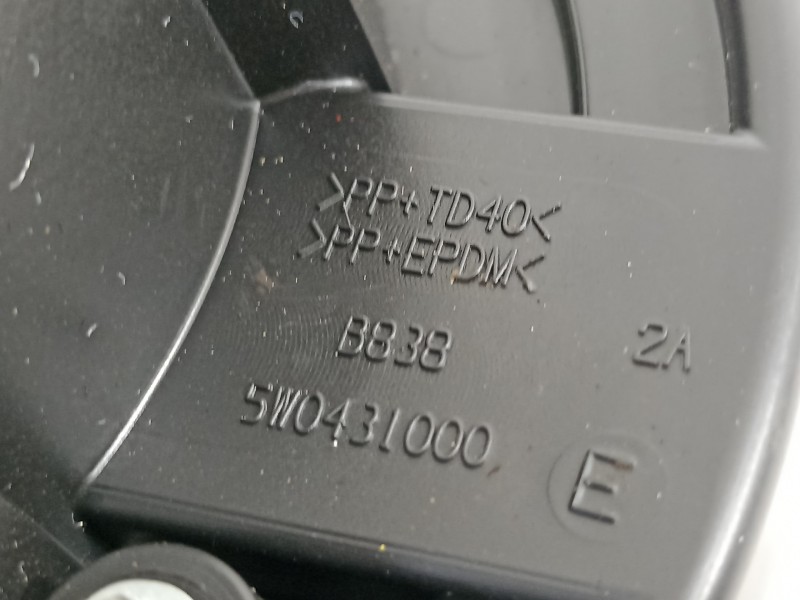 >PP+TD40<
>PP+EPDM<
B838 2A
5W0431000
E